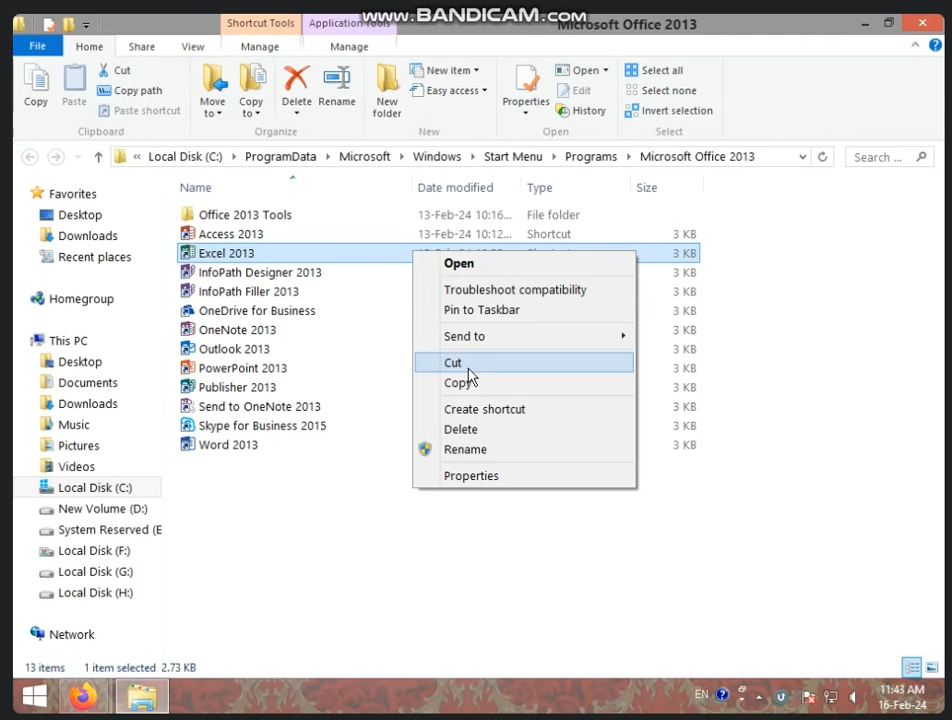 www.BANDICAM.com
Shortcut Tools
Application Tools
Microsoft Office 2013
File
Home
Share
View
Manage
Manage
Copy
Paste
Cut
Copy path
Paste shortcut
Clipboard
Move to
Copy to
Delete
Rename
Organize
New folder
New item
Easy access
New
Properties
Open
Edit
History
Open
Select all
Select none
Invert selection
Select
« Local Disk (C:) Program​Data Microsoft Windows Start Menu Programs Microsoft Office 2013
Search ...
Name Date modified Type Size
Favorites
Desktop
Downloads
Recent places
Homegroup
This PC
Desktop
Documents
Downloads
Music
Pictures
Videos
Local Disk (C:)
New Volume (D:)
System Reserved (E
Local Disk (F:)
Local Disk (G:)
Local Disk (H:)
Network
Office 2013 Tools 13-Feb-24 10:16... File folder
Access 2013 13-Feb-24 10:12... Shortcut 3 KB
Excel 2013 3 KB
InfoPath Designer 2013 3 KB
InfoPath Filler 2013 3 KB
OneDrive for Business 3 KB
OneNote 2013 3 KB
Outlook 2013 3 KB
PowerPoint 2013 3 KB
Publisher 2013 3 KB
Send to OneNote 2013 3 KB
Skype for Business 2015 3 KB
Word 2013 3 KB
Open
Troubleshoot compatibility
Pin to Taskbar
Send to
Cut
Copy
Create shortcut
Delete
Rename
Properties
13 items 1 item selected 2.73 KB
EN
11:43 AM
16-Feb-24